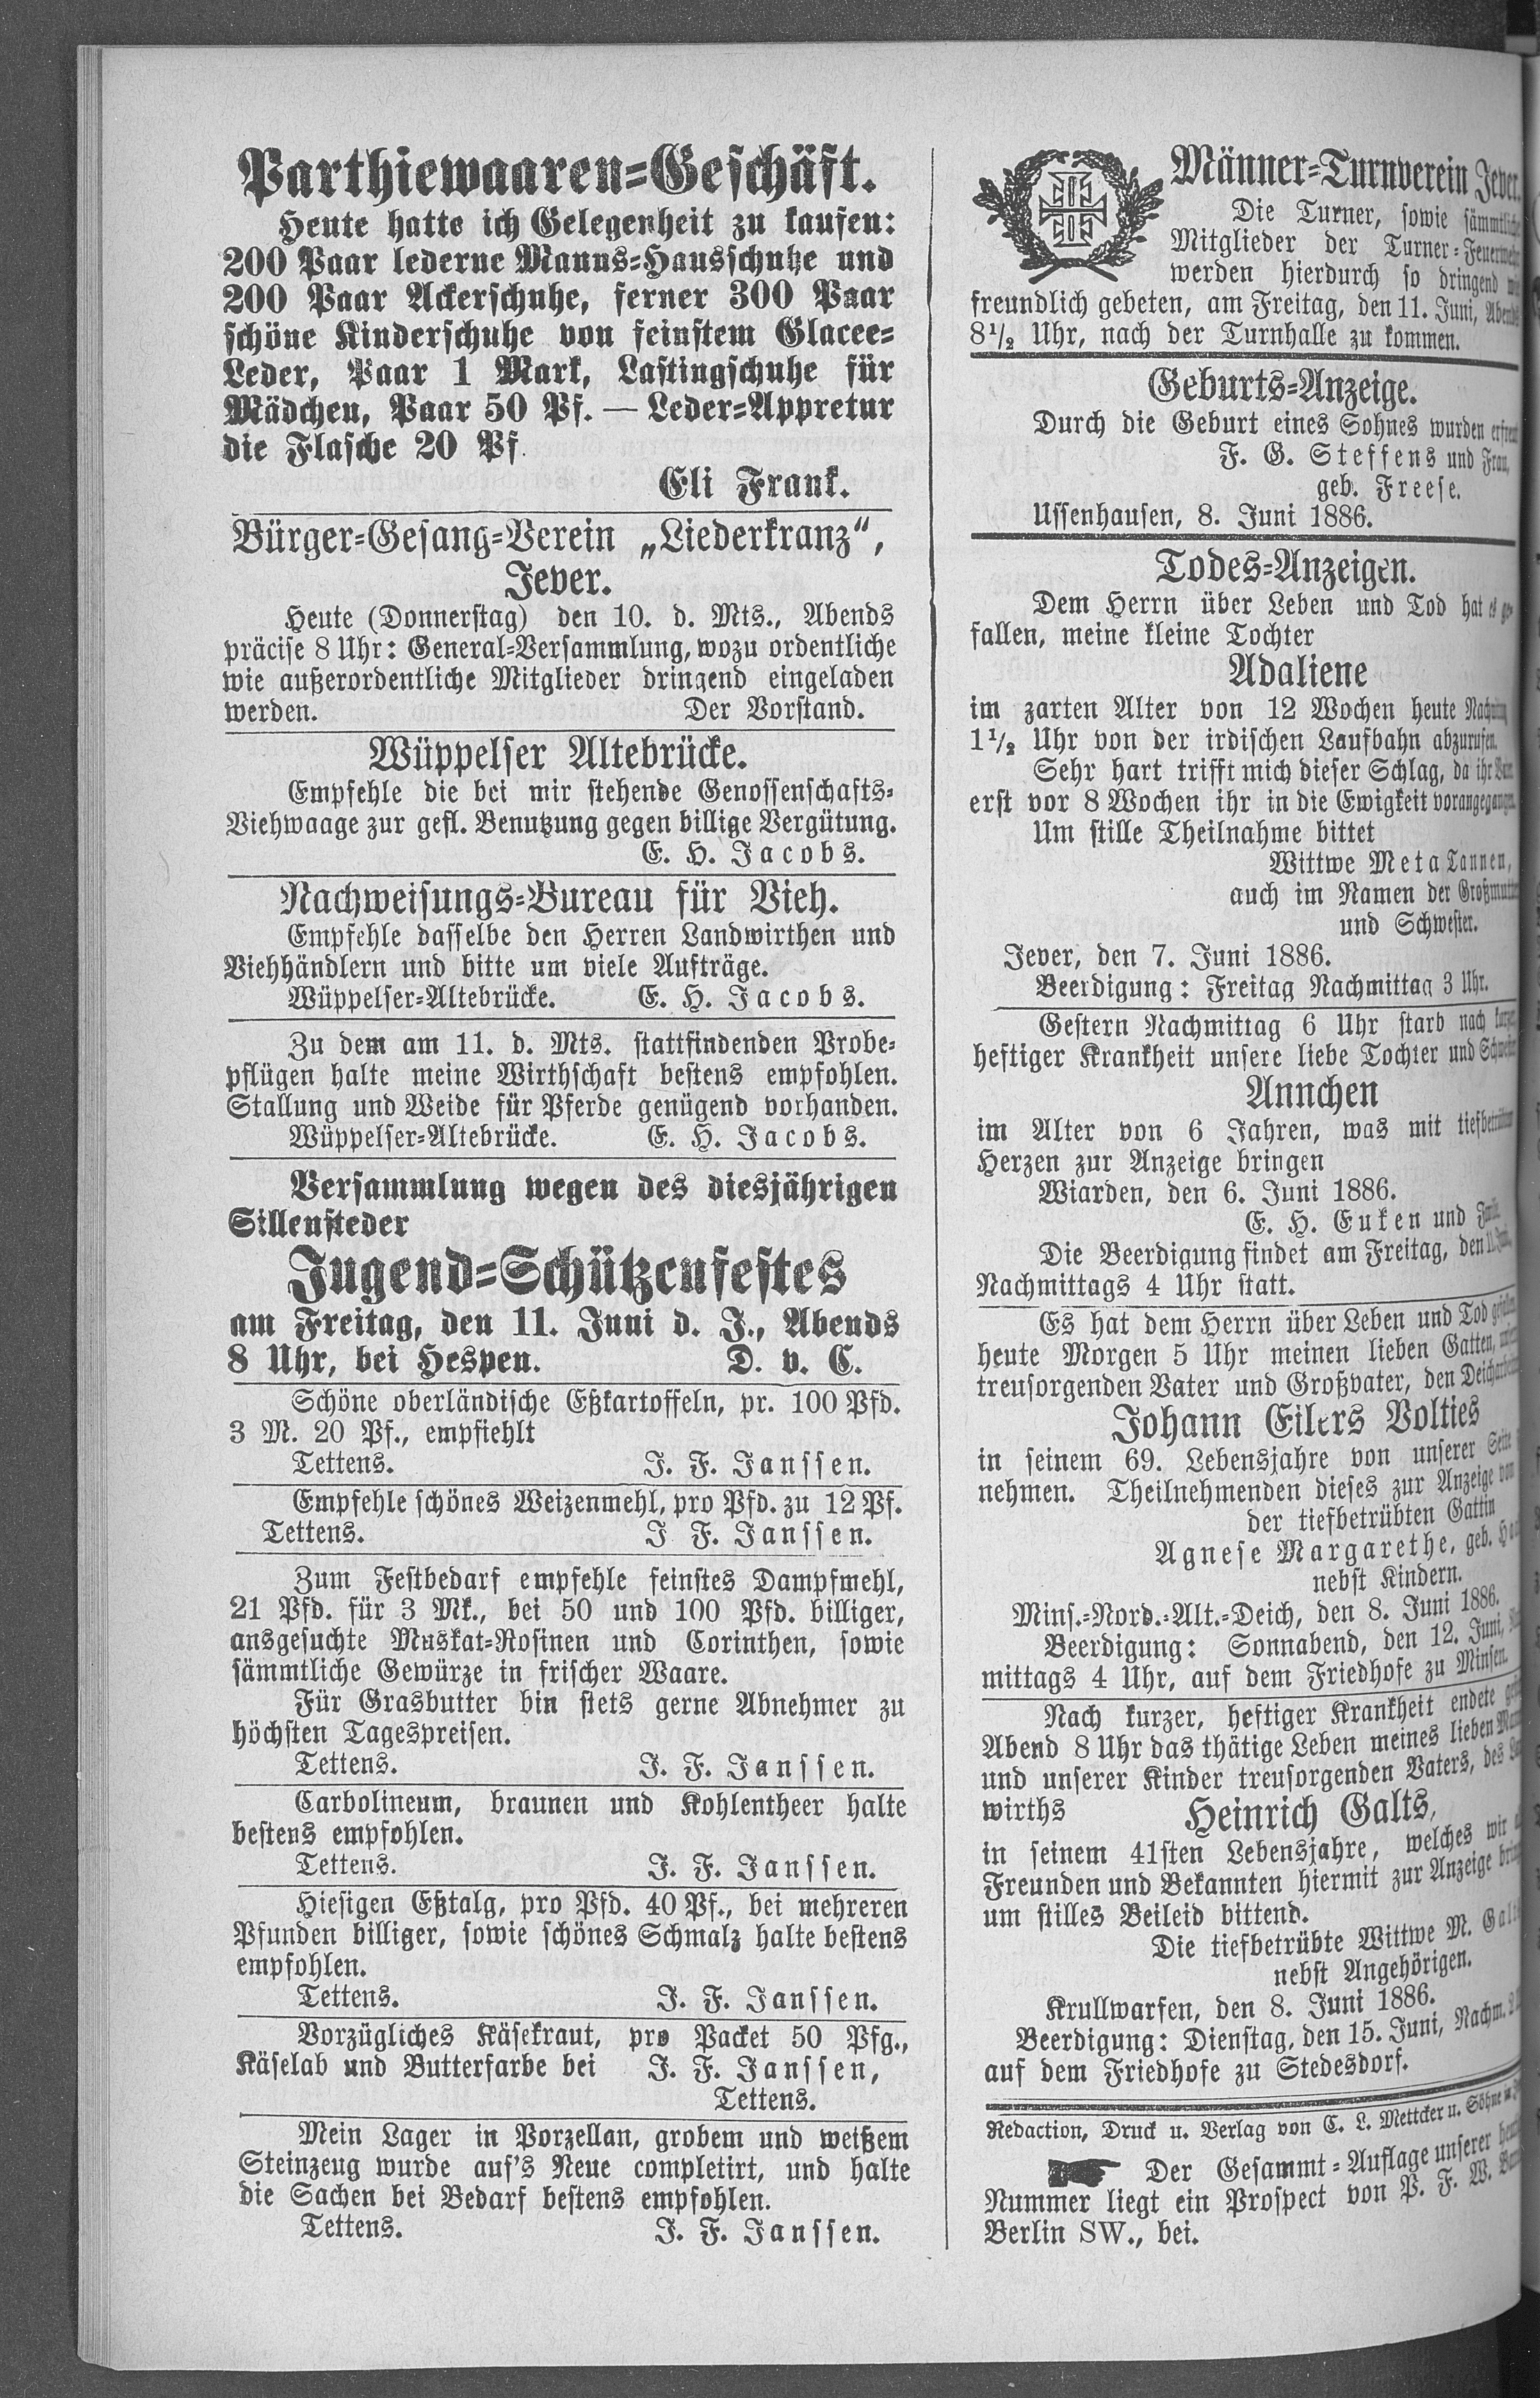 Parthiewaaren=Geschäft.
Heute hatte ich Gelegenheit zu kaufen:
200 Paar lederne Manns=Hausschuhe und
200 Paar Ackerschuhe, ferner 300 Paar
schöne Kinderschuhe von feinstem Glacee=
Leder, Paar 1 Mark, Lastingschuhe für
Mädchen, Paar 50 Pf. — Leder=Appretur
die Flasche 20 Pf.
Eli Frank.
Bürger=Gesang=Verein „Liederkranz“,
Jever.
Heute (Donnerstag) den 10. d. Mts., Abends
präcise 8 Uhr: General=Versammlung, wozu ordentliche
wie außerordentliche Mitglieder dringend eingeladen
werden. Der Vorstand.
Wüppelser Altebrücke.
Empfehle die bei mir stehende Genossenschafts=
Viehwaage zur gefl. Benutzung gegen billige Vergütung.
E. H. Jacobs.
Nachweisungs=Bureau für Vieh.
Empfehle dasselbe den Herren Landwirthen und
Viehhändlern und bitte um viele Aufträge.
Wüppelser=Altebrücke. E. H. Jacobs.
Zu dem am 11. d. Mts. stattfindenden Probe=
pflügen halte meine Wirthschaft bestens empfohlen.
Stallung und Weide für Pferde genügend vorhanden.
Wüppelser=Altebrücke. E. H. Jacobs.
Versammlung wegen des diesjährigen
Sillensteder
Jugend=Schützenfestes
am Freitag, den 11. Juni d. J., Abends
8 Uhr, bei Hespen. D. v. C.
Schöne oberländische Eßkartoffeln, pr. 100 Pfd.
3 M. 20 Pf., empfiehlt
Tettens. J. F. Janssen.
Empfehle schönes Weizenmehl, pro Pfd. zu 12 Pf.
Tettens. J F. Janssen.
Zum Festbedarf empfehle feinstes Dampfmehl,
21 Pfd. für 3 Mk., bei 50 und 100 Pfd. billiger,
ausgesuchte Muskat=Rosinen und Corinthen, sowie
sämmtliche Gewürze in frischer Waare.
Für Grasbutter bin stets gerne Abnehmer zu
höchsten Tagespreisen.
Tettens. J. F. Janssen.
Carbolineum, braunen und Kohlentheer halte
bestens empfohlen.
Tettens. J. F. Janssen.
Hiesigen Eßtalg, pro Pfd. 40 Pf., bei mehreren
Pfunden billiger, sowie schönes Schmalz halte bestens
empfohlen.
Tettens. J. F. Janssen.
Vorzügliches Käsekraut, pro Packet 50 Pfg.,
Käselab und Butterfarbe bei J. F. Janssen,
Tettens.
Mein Lager in Porzellan, grobem und weißem
Steinzeug wurde auf's Neue completirt, und halte
die Sachen bei Bedarf bestens empfohlen.
Tettens. J. F. Janssen.
Männer=Turnverein Jever.
Die Turner, sowie sämmtliche
Mitglieder der Turner=Feuerwehr
werden hierdurch so dringend wie
freundlich gebeten, am Freitag, den 11. Juni, Abends
8½ Uhr, nach der Turnhalle zu kommen.
Geburts=Anzeige.
Durch die Geburt eines Sohnes wurden erfreut
F. G. Steffens und Frau,
geb. Freese.
Ussenhausen, 8. Juni 1886.
Todes=Anzeigen.
Dem Herrn über Leben und Tod hat es ge=
fallen, meine kleine Tochter
Adaliene
im zarten Alter von 12 Wochen heute
1½ Uhr von der irdischen Laufbahn abzurufen.
Sehr hart trifft mich dieser Schlag, da ihr
erst vor 8 Wochen ihr in die Ewigkeit vorangegangen.
Um stille Theilnahme bittet
Wittwe Meta Tannen,
auch im Namen der Großmutter
und Schwester.
Jever, den 7. Juni 1886.
Beerdigung: Freitag Nachmittag 3 Uhr.
Gestern Nachmittag 6 Uhr starb nach kurzer
heftiger Krankheit unsere liebe Tochter und Schwester
Annchen
im Alter von 6 Jahren, was mit tiefbetrübtem
Herzen zur Anzeige bringen
Wiarden, den 6. Juni 1886.
E. H. Euken und
Die Beerdigung findet am Freitag, den
Nachmittags 4 Uhr statt.
Es hat dem Herrn über Leben und Tod gefallen,
heute Morgen 5 Uhr meinen lieben Gatten,
treusorgenden Vater und Großvater, den Deicharbeiter
Johann Eilers Volties
in seinem 69. Lebensjahre von unserer Seite
nehmen. Theilnehmenden dieses zur Anzeige von
der tiefbetrübten Gattin
Agnese Margarethe, geb.
nebst Kindern.
Mins.=Nord.=Alt.=Deich, den 8. Juni 1886.
Beerdigung: Sonnabend, den 12. Juni,
mittags 4 Uhr, auf dem Friedhofe zu Minsen.
Nach kurzer, heftiger Krankheit endete
Abend 8 Uhr das thätige Leben meines lieben
und unserer Kinder treusorgenden Vaters, des
wirths Heinrich Galts,
in seinem 41sten Lebensjahre, welches wir
Freunden und Bekannten hiermit zur Anzeige
um stilles Beileid bittend.
Die tiefbetrübte Wittwe M. Galts
nebst Angehörigen.
Krullwarfen, den 8. Juni 1886.
Beerdigung: Dienstag, den 15. Juni, Nachm.
auf dem Friedhofe zu Stedesdorf.
Redaction, Druck u. Verlag von C. L. Mettcker u. Söhne in
Der Gesammt=Auflage unserer
Nummer liegt ein Prospect von P. F. W.
Berlin SW., bei.